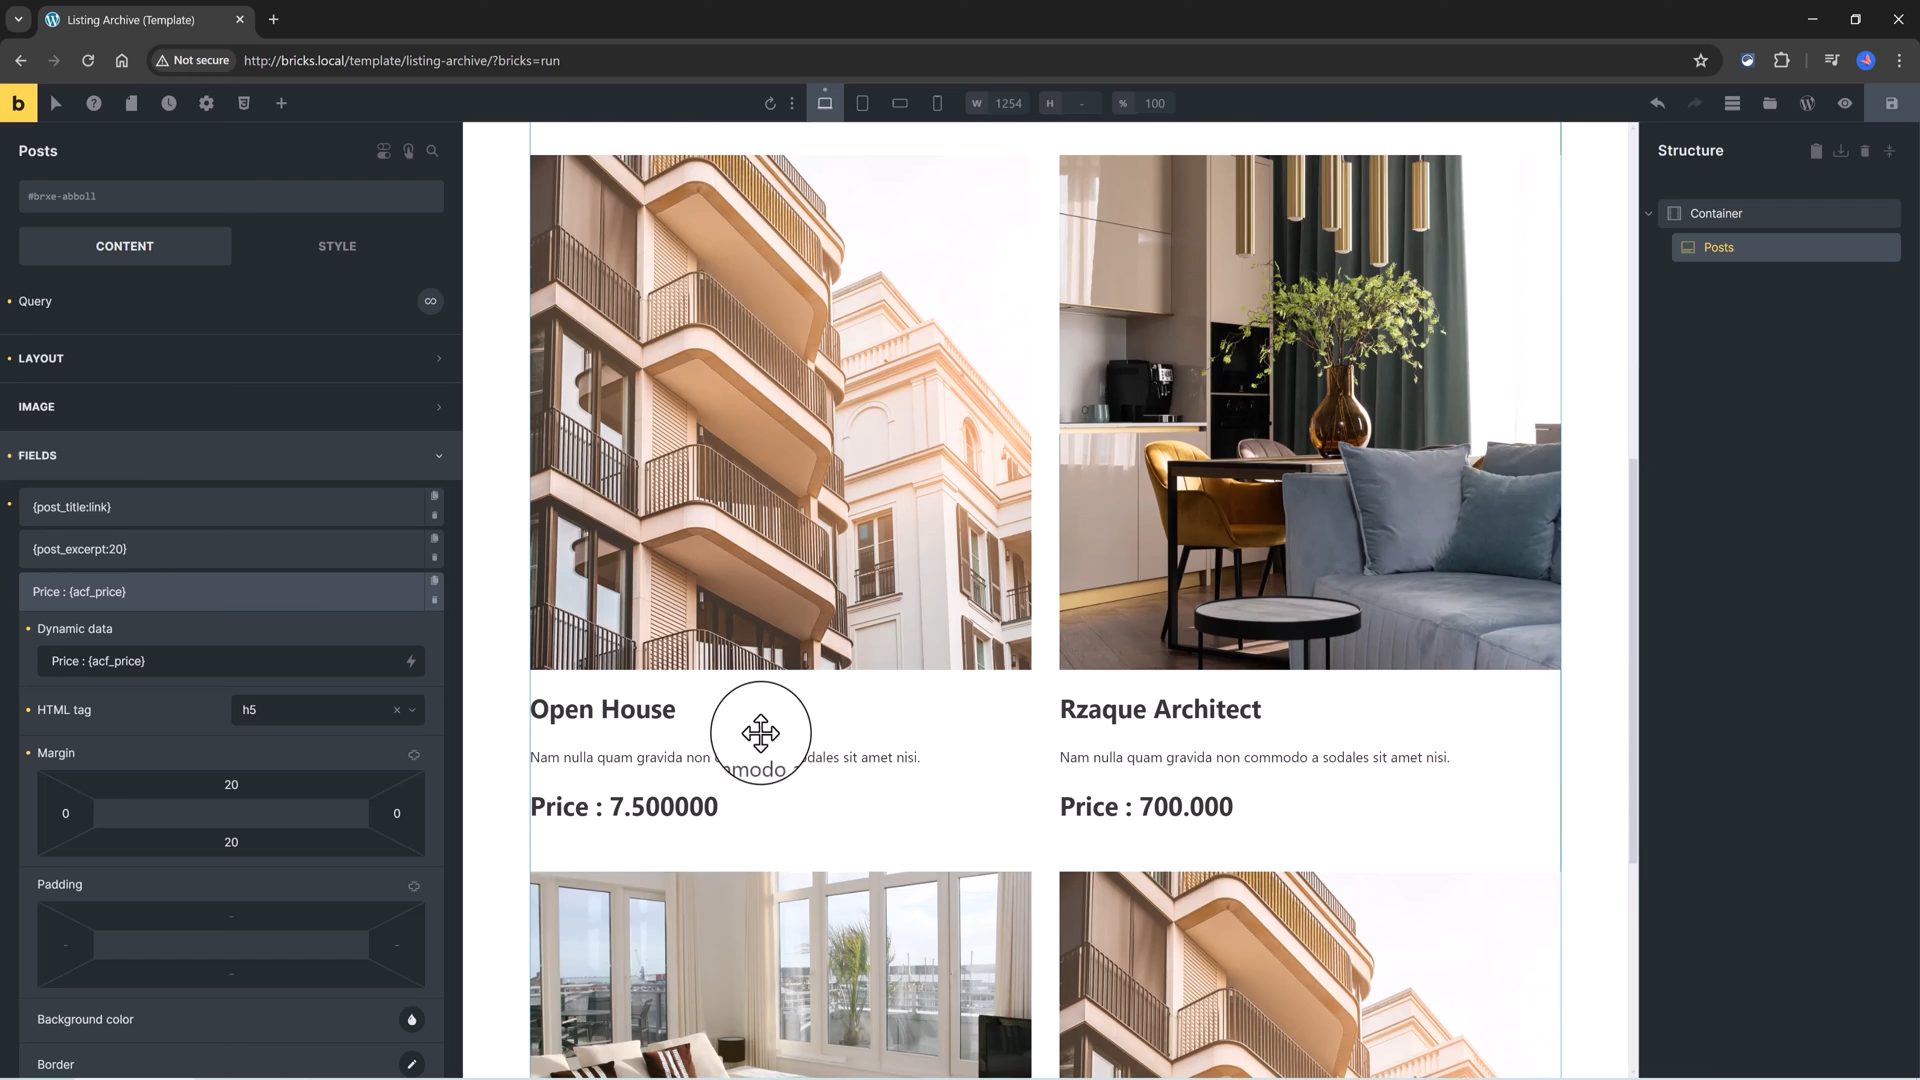 Listing Archive (Template)
Not secure
http://bricks.local/template/listing-archive/?bricks=run
b
W 1254
H -
% 100
Posts
#brxe-abboll
CONTENT
STYLE
Query
LAYOUT
IMAGE
FIELDS
{post_title:link}
{post_excerpt:20}
Price : {acf_price}
Dynamic data
Price : {acf_price}
HTML tag
h5
Margin
20
0
0
20
Padding
-
-
-
-
Background color
Border
Open House
Nam nulla quam gravida non commodo a sodales sit amet nisi.
Price : 7.500000
Rzaque Architect
Nam nulla quam gravida non commodo a sodales sit amet nisi.
Price : 700.000
Structure
Container
Posts